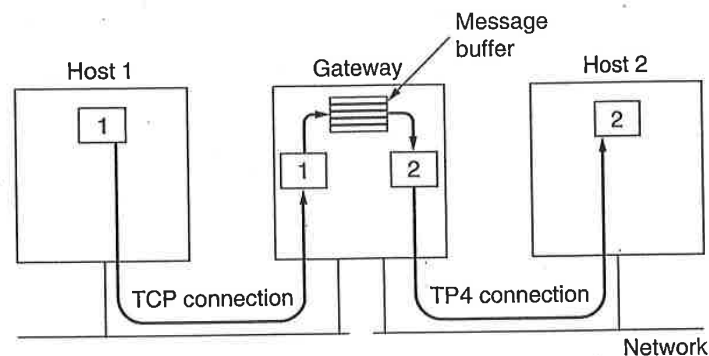 Message
buffer
Host 1
Gateway
Host 2
1
1
2
2
TCP connection
TP4 connection
Network